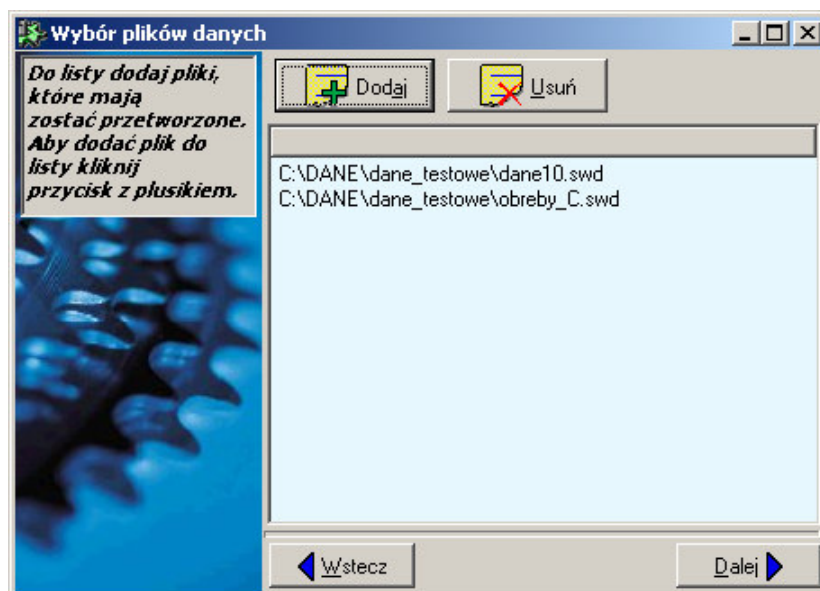 Wybór plików danych
Do listy dodaj pliki,
które mają
zostać przetworzone.
Aby dodać plik do
listy kliknij
przycisk z plusikiem.
Dodaj
Usuń
C:\DANE\dane_testowe\dane10.swd
C:\DANE\dane_testowe\obreby_C.swd
Wstecz
Dalej